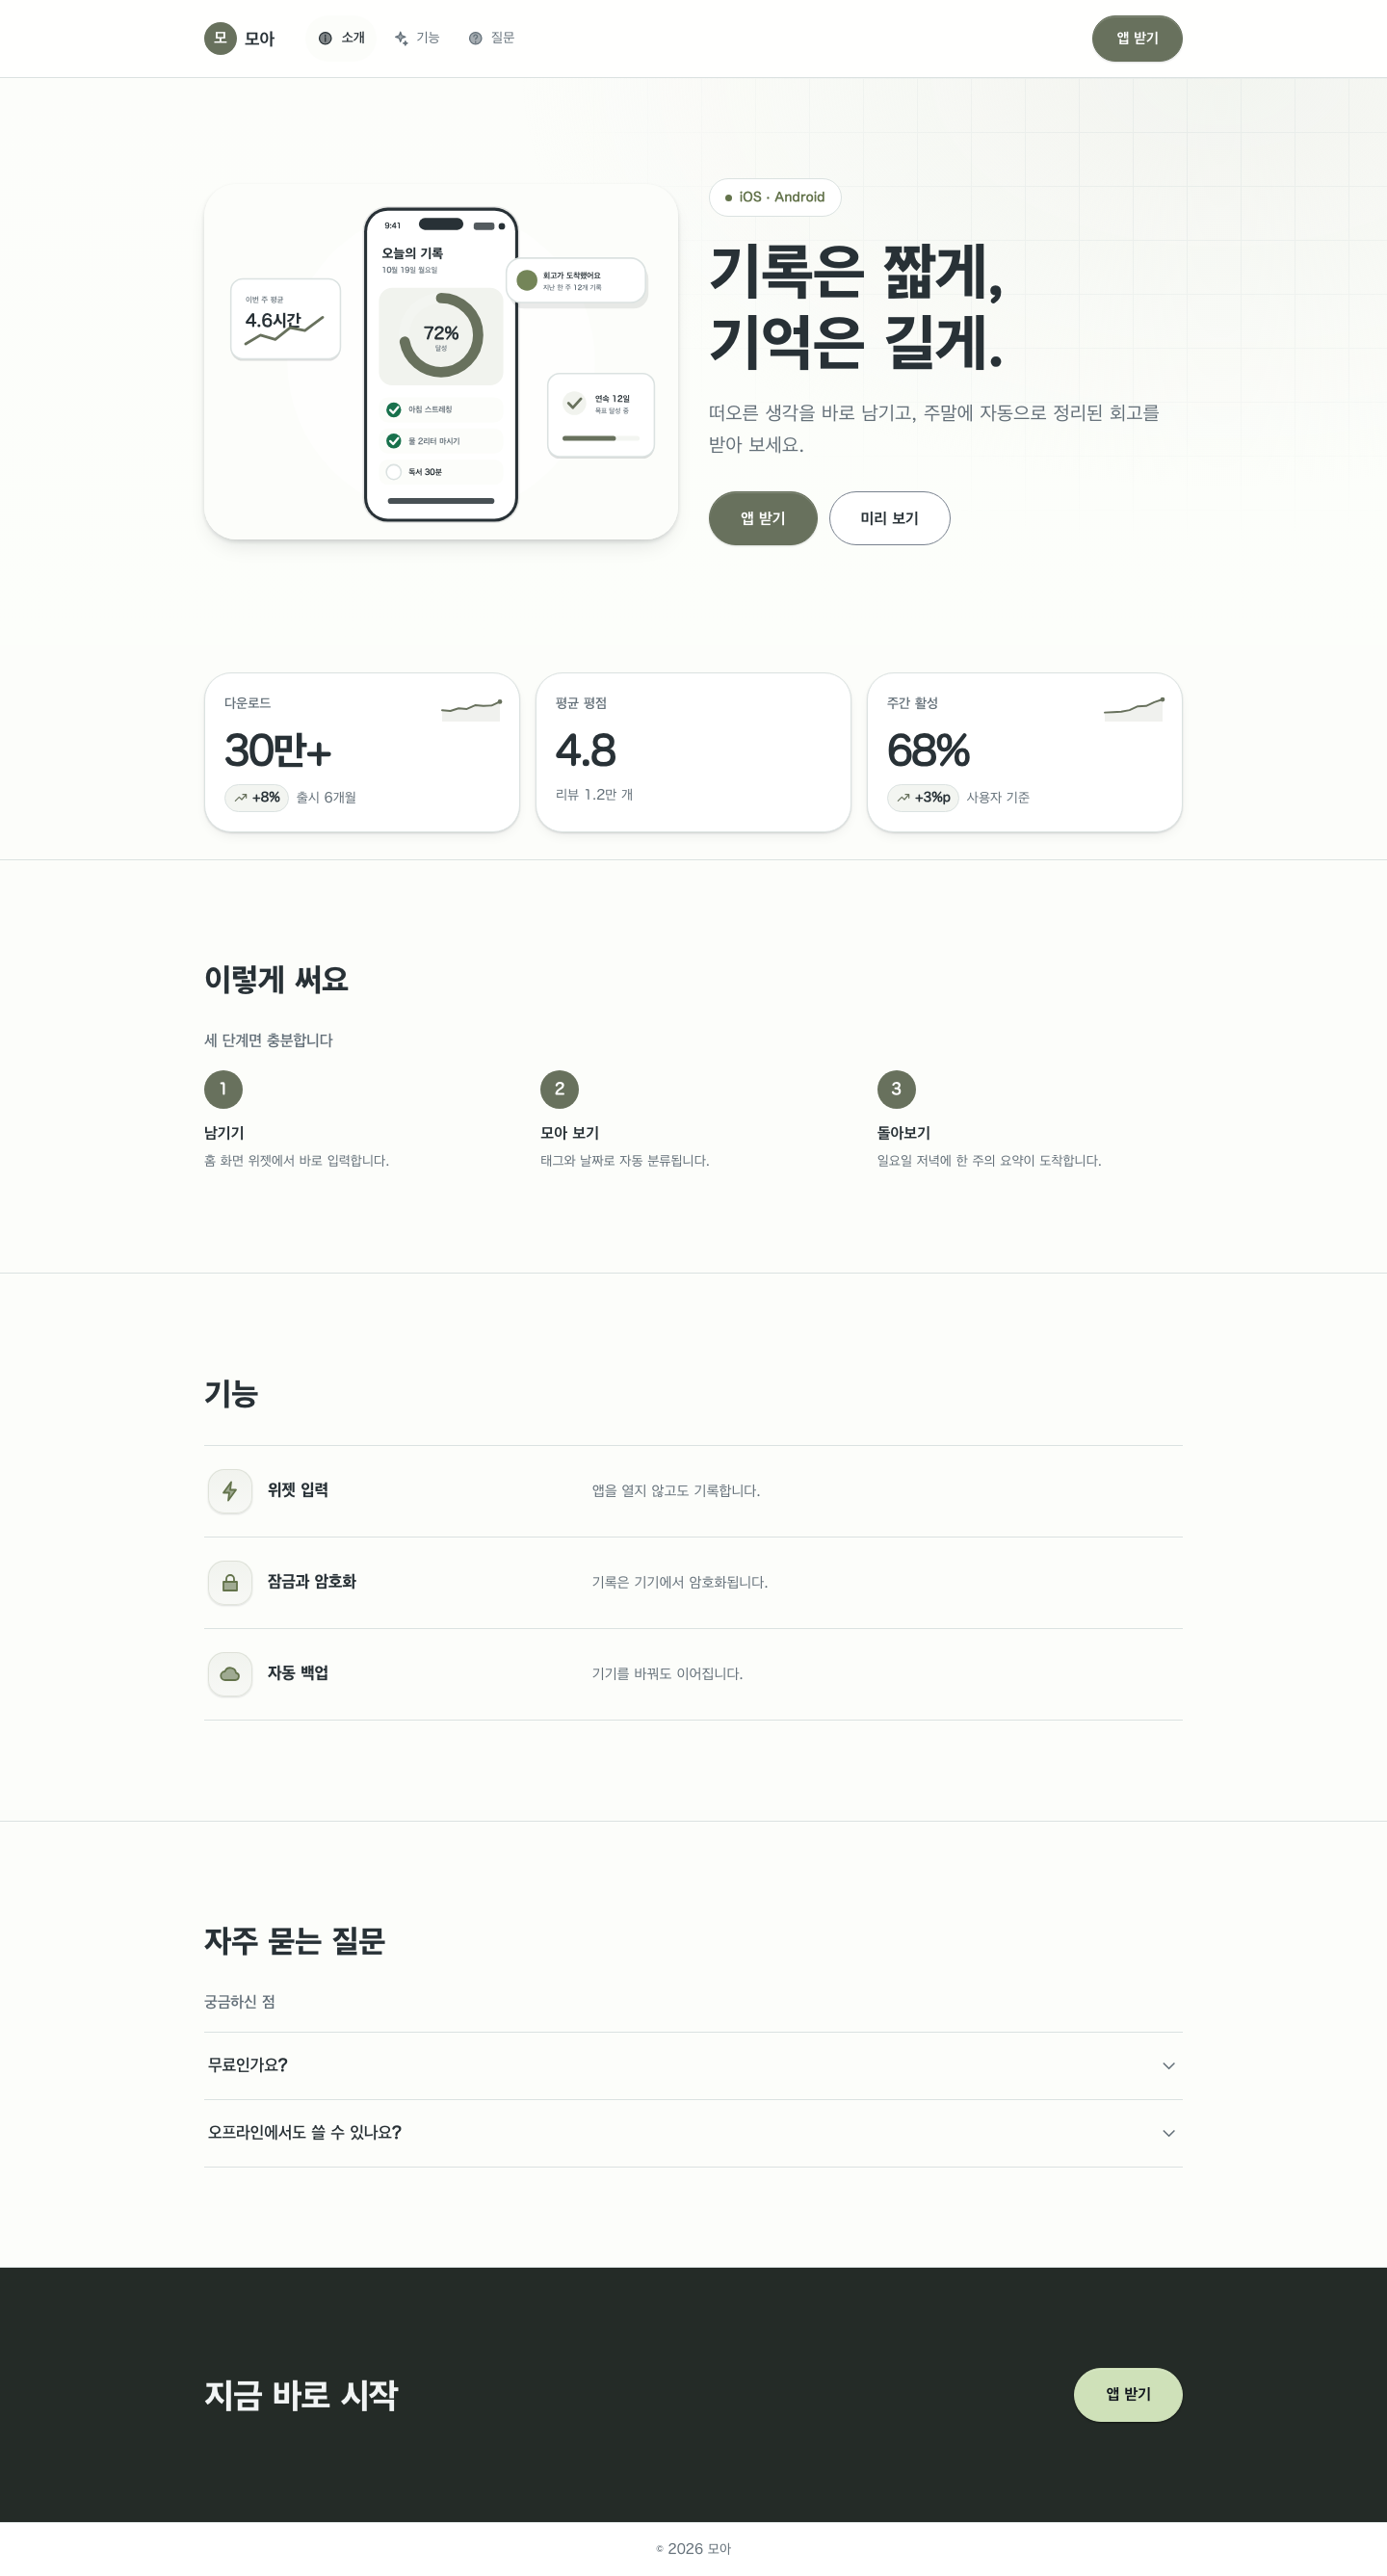 모 모아
소개
기능
질문
앱 받기
이번 주 평균
4.6시간
9:41
오늘의 기록
10월 19일 월요일
72%
달성
아침 스트레칭
물 2리터 마시기
독서 30분
회고가 도착했어요
지난 한 주 12개 기록
연속 12일
목표 달성 중
iOS · Android
기록은 짧게,
기억은 길게.
떠오른 생각을 바로 남기고, 주말에 자동으로 정리된 회고를
받아 보세요.
앱 받기
미리 보기
다운로드
30만+
+8% 출시 6개월
평균 평점
4.8
리뷰 1.2만 개
주간 활성
68%
+3%p 사용자 기준
이렇게 써요
세 단계면 충분합니다
1
남기기
홈 화면 위젯에서 바로 입력합니다.
2
모아 보기
태그와 날짜로 자동 분류됩니다.
3
돌아보기
일요일 저녁에 한 주의 요약이 도착합니다.
기능
위젯 입력
앱을 열지 않고도 기록합니다.
잠금과 암호화
기록은 기기에서 암호화됩니다.
자동 백업
기기를 바꿔도 이어집니다.
자주 묻는 질문
궁금하신 점
무료인가요?
오프라인에서도 쓸 수 있나요?
지금 바로 시작
앱 받기
© 2026 모아